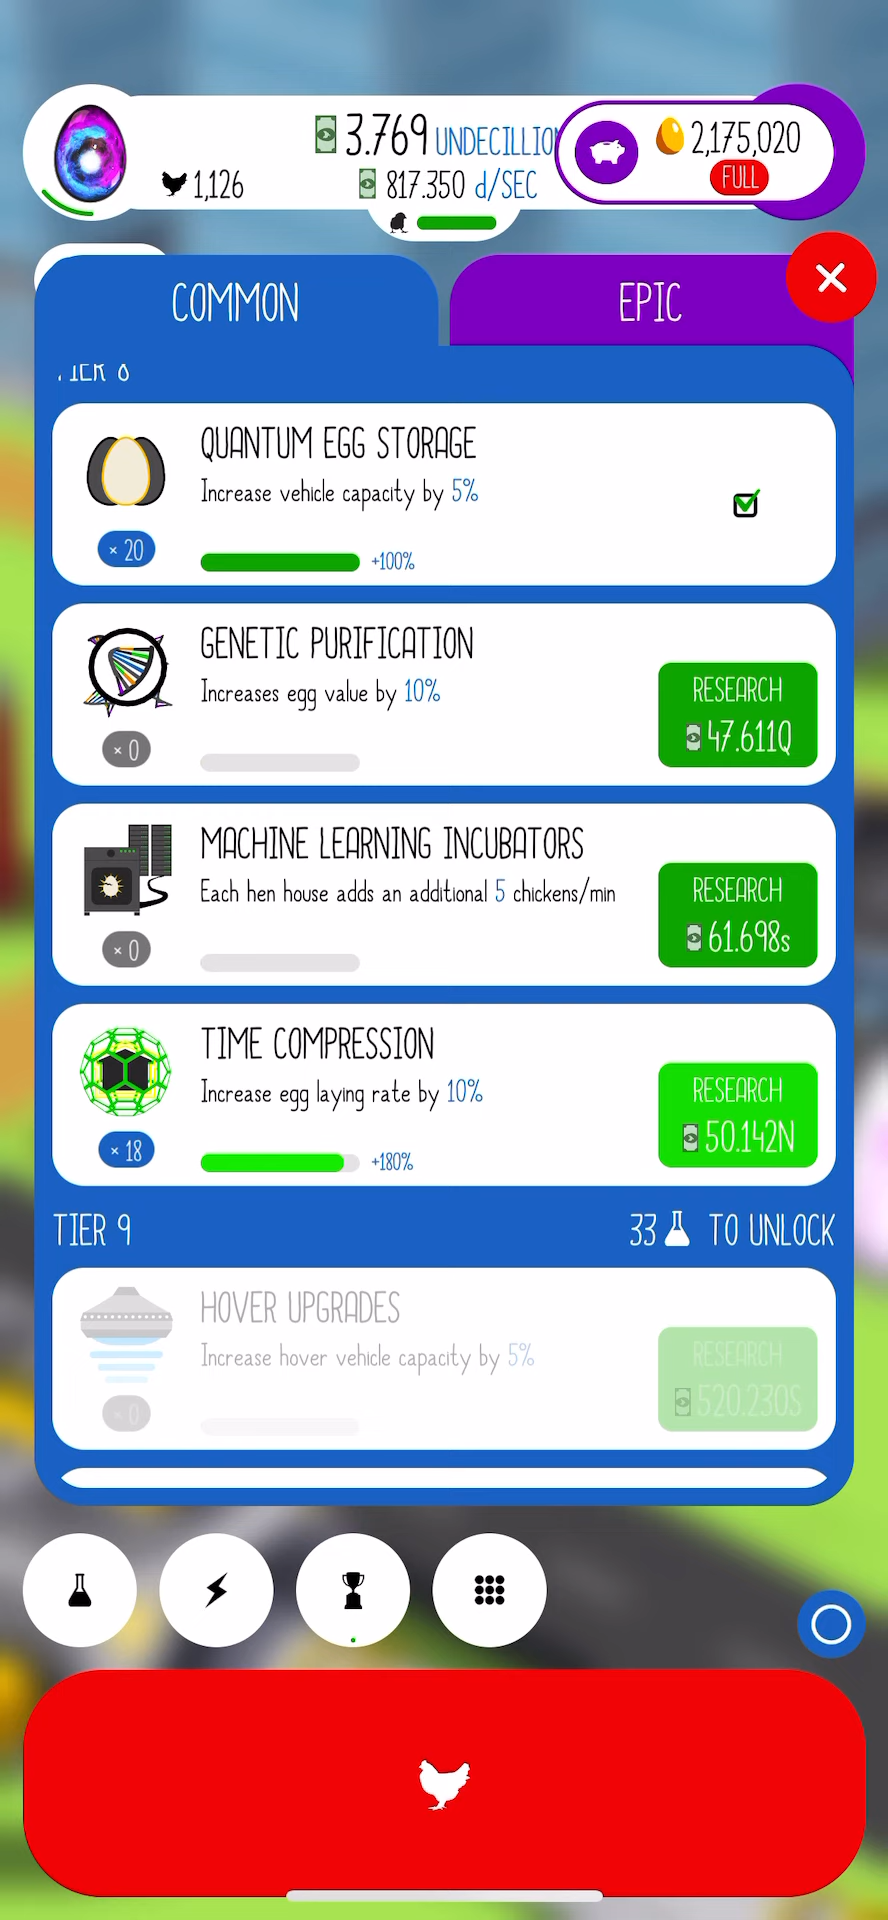 3.769 UNDECILLION
2,175,020
1,126
817.350 d/SEC
FULL
COMMON
EPIC
TIER 8
QUANTUM EGG STORAGE
Increase vehicle capacity by 5%
× 20
+100%
GENETIC PURIFICATION
Increases egg value by 10%
RESEARCH
47.611Q
× 0
MACHINE LEARNING INCUBATORS
Each hen house adds an additional 5 chickens/min
RESEARCH
61.698s
× 0
TIME COMPRESSION
Increase egg laying rate by 10%
RESEARCH
50.142N
× 18
+180%
TIER 9
33 TO UNLOCK
HOVER UPGRADES
Increase hover vehicle capacity by 5%
RESEARCH
520.230S
× 0